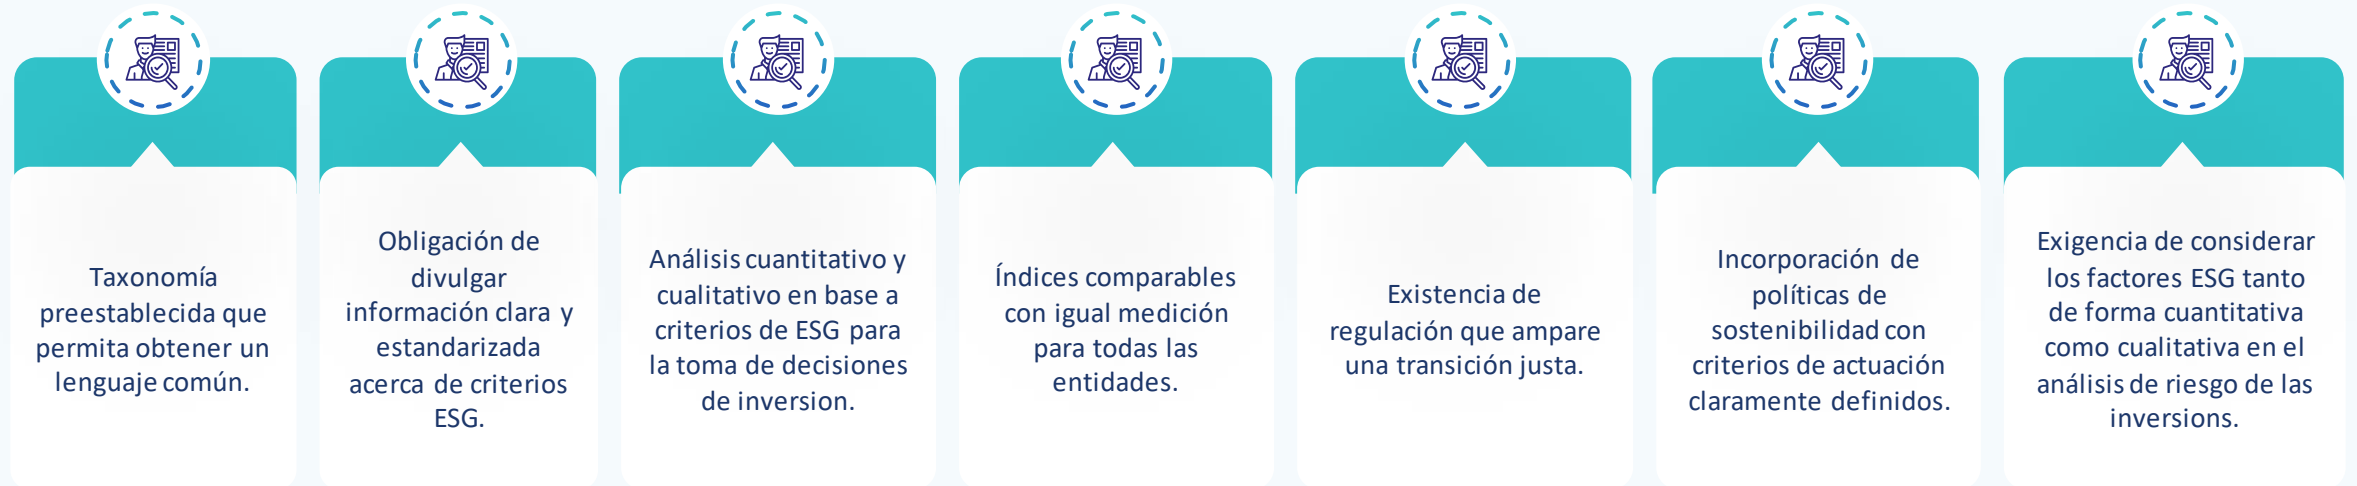 Taxonomía
preestablecida que
permita obtener un
lenguaje común.
Obligación de
divulgar
información clara y
estandarizada
acerca de criterios
ESG.
Análisis cuantitativo y
cualitativo en base a
criterios de ESG para
la toma de decisiones
de inversion.
Índices comparables
con igual medición
para todas las
entidades.
Existencia de
regulación que ampare
una transición justa.
Incorporación de
políticas de
sostenibilidad con
criterios de actuación
claramente definidos.
Exigencia de considerar
los factores ESG tanto
de forma cuantitativa
como cualitativa en el
análisis de riesgo de las
inversions.